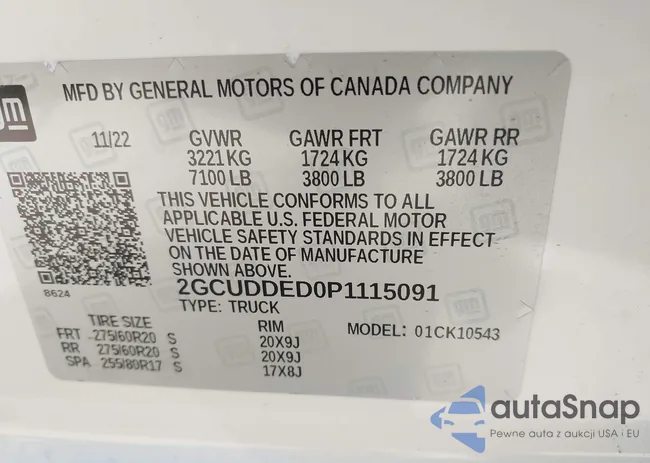 GM
MFD BY GENERAL MOTORS OF CANADA COMPANY
11/22 GVWR GAWR FRT GAWR RR
3221 KG 1724 KG 1724 KG
7100 LB 3800 LB 3800 LB
THIS VEHICLE CONFORMS TO ALL
APPLICABLE U.S. FEDERAL MOTOR
VEHICLE SAFETY STANDARDS IN EFFECT
ON THE DATE OF MANUFACTURE
SHOWN ABOVE.
8624
2GCUDDED0P1115091
TYPE: TRUCK
TIRE SIZE RIM MODEL: 01CK10543
FRT 275/60R20 S 20X9J
RR 275/60R20 S 20X9J
SPA 255/80R17 S 17X8J
autaSnap
Pewne auta z aukcji USA i EU